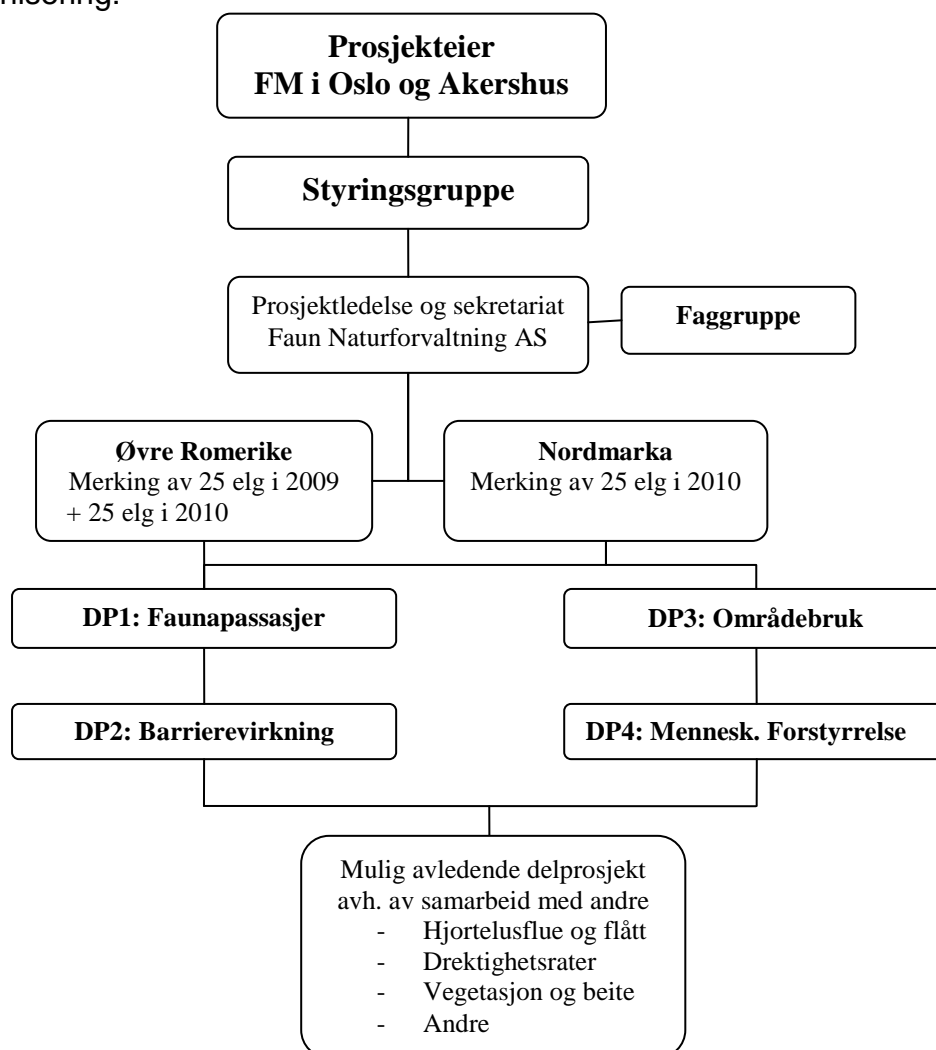 nisering.
Prosjekteier
FM i Oslo og Akershus
Styringsgruppe
Prosjektledelse og sekretariat
Faun Naturforvaltning AS
Faggruppe
Øvre Romerike
Merking av 25 elg i 2009
+ 25 elg i 2010
Nordmarka
Merking av 25 elg i 2010
DP1: Faunapassasjer
DP3: Områdebruk
DP2: Barrierevirkning
DP4: Mennesk. Forstyrrelse
Mulig avledende delprosjekt
avh. av samarbeid med andre
- Hjortelusflue og flått
- Drektighetsrater
- Vegetasjon og beite
- Andre